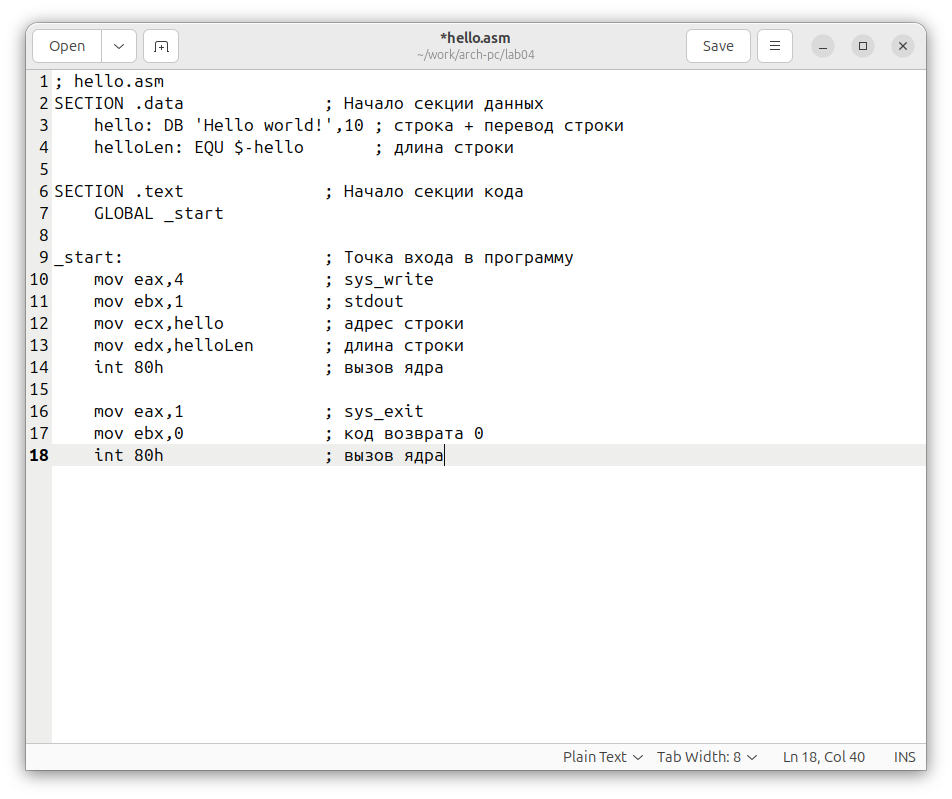 Open
*hello.asm
~/work/arch-pc/lab04
Save
1 ; hello.asm
2 SECTION .data ; Начало секции данных
3 hello: DB 'Hello world!',10 ; строка + перевод строки
4 helloLen: EQU $-hello ; длина строки
5
6 SECTION .text ; Начало секции кода
7 GLOBAL _start
8
9 _start: ; Точка входа в программу
10 mov eax,4 ; sys_write
11 mov ebx,1 ; stdout
12 mov ecx,hello ; адрес строки
13 mov edx,helloLen ; длина строки
14 int 80h ; вызов ядра
15
16 mov eax,1 ; sys_exit
17 mov ebx,0 ; код возврата 0
18 int 80h ; вызов ядра
Plain Text Tab Width: 8 Ln 18, Col 40 INS